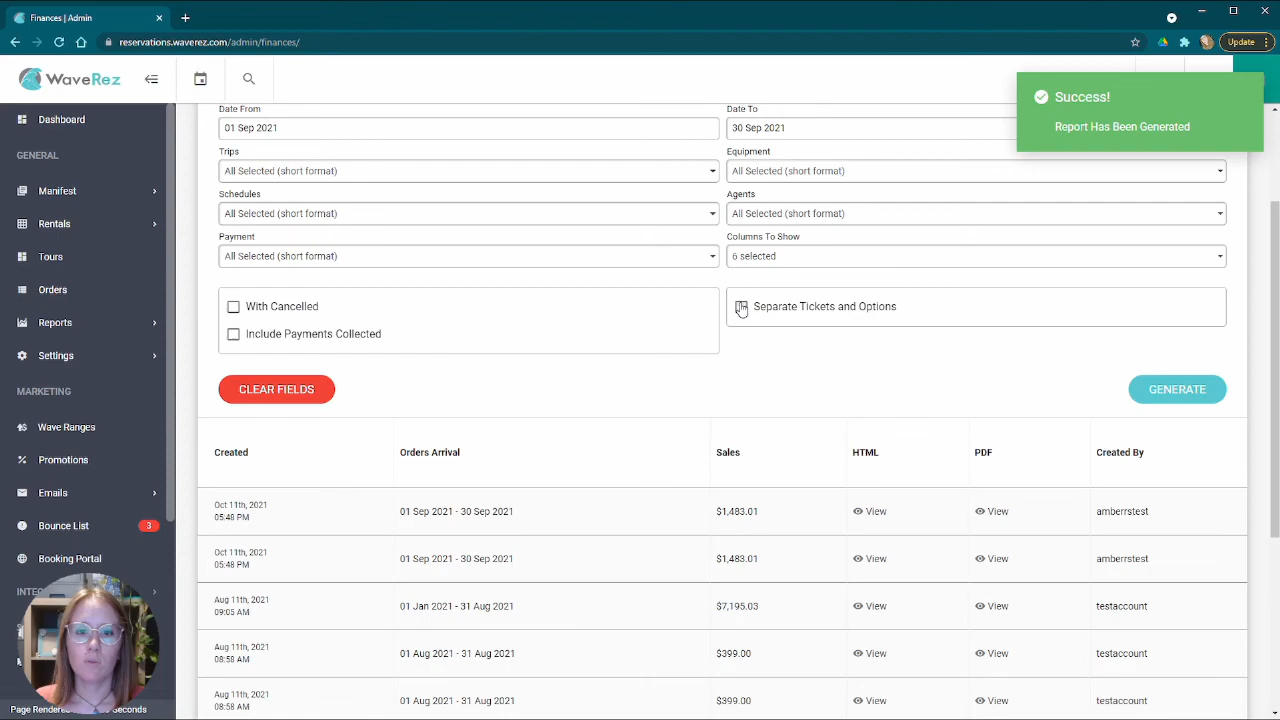 Finances | Admin
reservations.waverez.com/admin/finances/
Update
WaveRez
Success!
Report Has Been Generated
Dashboard
GENERAL
Manifest
Rentals
Tours
Orders
Reports
Settings
MARKETING
Wave Ranges
Promotions
Emails
Bounce List 3
Booking Portal
Date From
Date To
01 Sep 2021
30 Sep 2021
Trips
Equipment
All Selected (short format)
All Selected (short format)
Schedules
Agents
All Selected (short format)
All Selected (short format)
Payment
Columns To Show
All Selected (short format)
6 selected
With Cancelled
Separate Tickets and Options
Include Payments Collected
CLEAR FIELDS
GENERATE
Created Orders Arrival Sales HTML PDF Created By
Oct 11th, 2021
05:48 PM
01 Sep 2021 - 30 Sep 2021 $1,483.01 View View amberrstest
Oct 11th, 2021
05:48 PM
01 Sep 2021 - 30 Sep 2021 $1,483.01 View View amberrstest
Aug 11th, 2021
09:05 AM
01 Jan 2021 - 31 Aug 2021 $7,195.03 View View testaccount
Aug 11th, 2021
08:58 AM
01 Aug 2021 - 31 Aug 2021 $399.00 View View testaccount
Aug 11th, 2021
08:58 AM
01 Aug 2021 - 31 Aug 2021 $399.00 View View testaccount